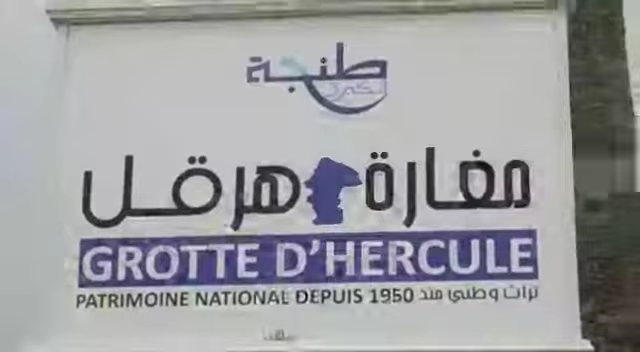 طنجة
الكبرى
مغارة هرقل
GROTTE D'HERCULE
PATRIMOINE NATIONAL DEPUIS 1950 تراث وطني منذ